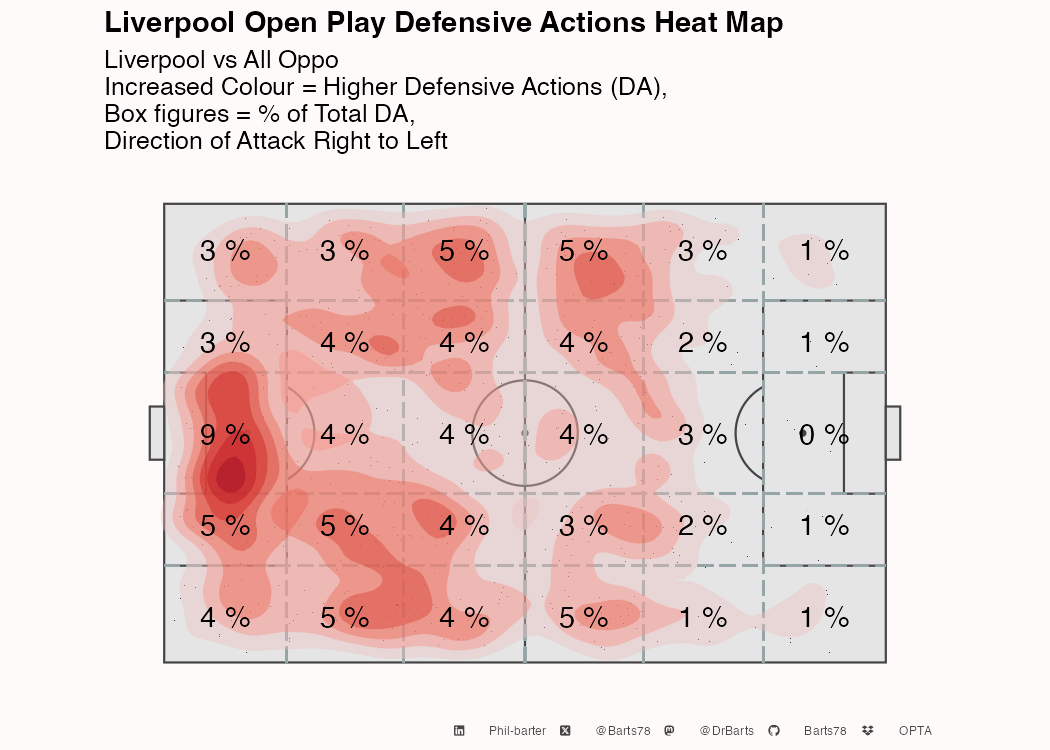 Liverpool Open Play Defensive Actions Heat Map
Liverpool vs All Oppo
Increased Colour = Higher Defensive Actions (DA),
Box figures = % of Total DA,
Direction of Attack Right to Left
3 % 3 % 5 % 5 % 3 % 1 %
3 % 4 % 4 % 4 % 2 % 1 %
9 % 4 % 4 % 4 % 3 % 0 %
5 % 5 % 4 % 3 % 2 % 1 %
4 % 5 % 4 % 5 % 1 % 1 %
Phil-barter @Barts78 @DrBarts Barts78 OPTA